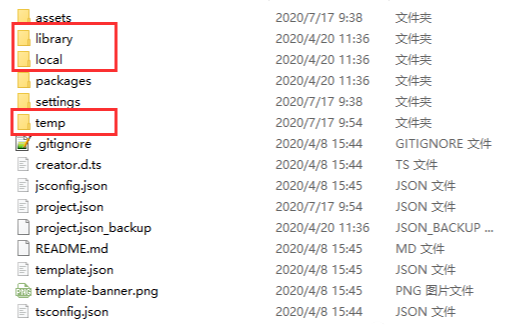 assets 2020/7/17 9:38 文件夹
library 2020/4/20 11:36 文件夹
local 2020/4/20 11:36 文件夹
packages 2020/4/20 11:36 文件夹
settings 2020/7/17 9:38 文件夹
temp 2020/7/17 9:54 文件夹
.gitignore 2020/4/8 15:44 GITIGNORE 文件
creator.d.ts 2020/4/8 15:44 TS 文件
jsconfig.json 2020/4/8 15:45 JSON 文件
project.json 2020/7/17 9:54 JSON 文件
project.json_backup 2020/4/20 11:36 JSON_BACKUP ...
README.md 2020/4/8 15:45 MD 文件
template.json 2020/4/8 15:45 JSON 文件
template-banner.png 2020/4/8 15:44 PNG 图片文件
tsconfig.json 2020/4/8 15:44 JSON 文件